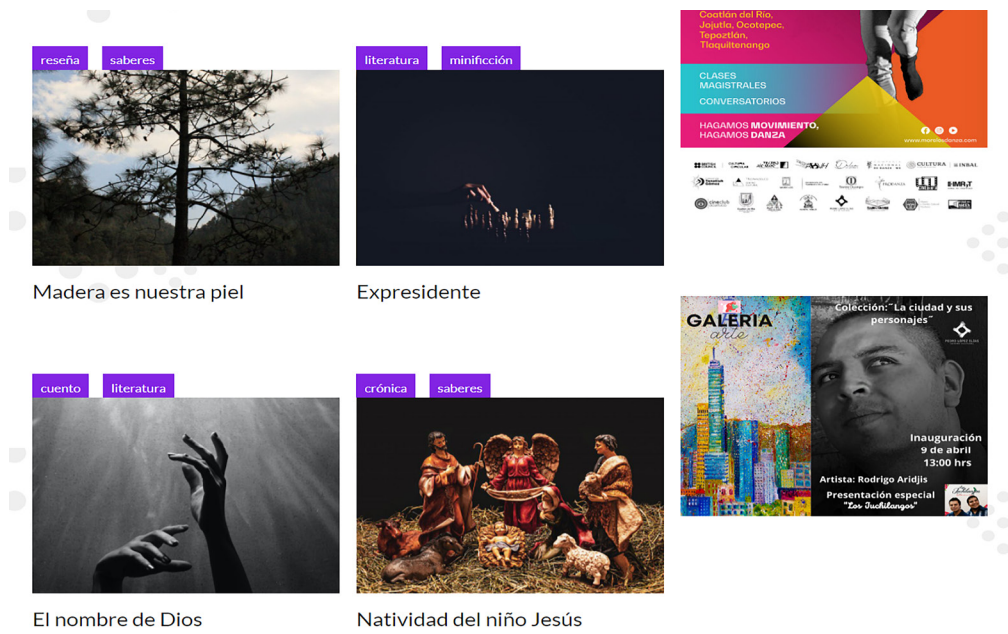 reseña
saberes
Madera es nuestra piel
literatura
minificción
Expresidente
cuento
literatura
El nombre de Dios
crónica
saberes
Natividad del niño Jesús
Coatlán del Río,
Jojutla, Ocotepec,
Tepoztlán,
Tlaquiltenango
CLASES
MAGISTRALES
CONVERSATORIOS
HAGAMOS MOVIMIENTO,
HAGAMOS DANZA
CULTURA
INBAL
GALERÍA
arte
Colección:¨La ciudad y sus
personajes¨
Inauguración
9 de abril
13:00 hrs
Artista: Rodrigo Aridjis
Presentación especial
"Los Juchilangos"